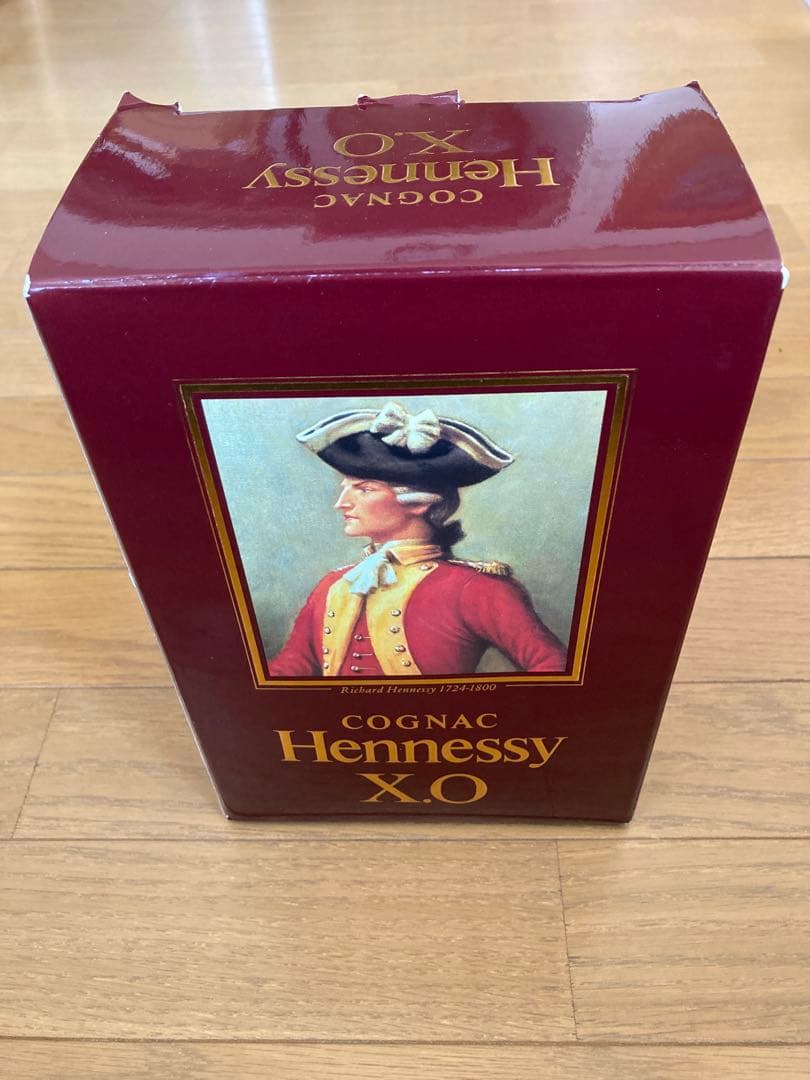 COGNAC
Hennessy
X.O
Richard Hennessy 1724-1800
COGNAC
Hennessy
X.O